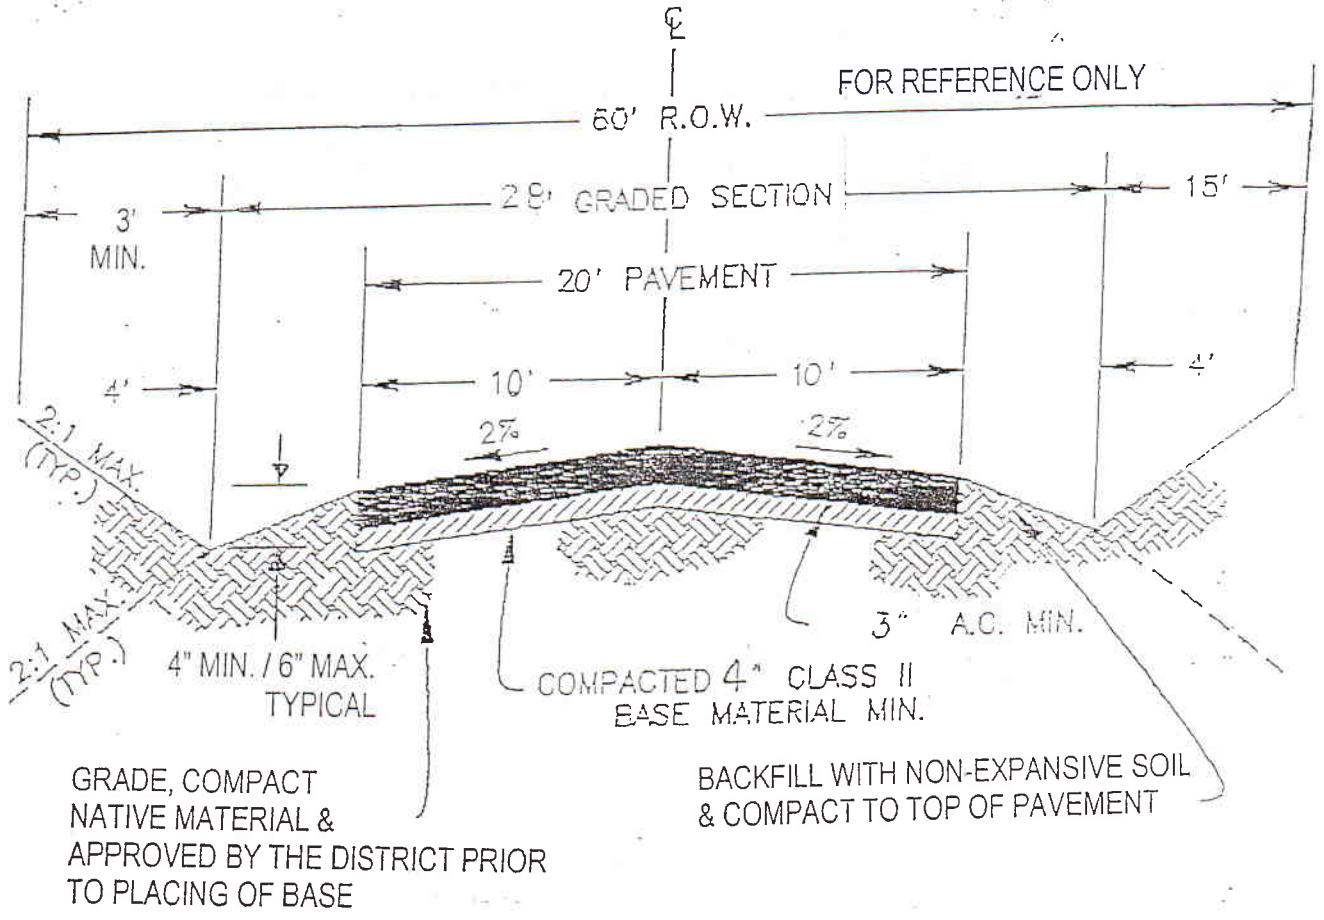 ℄
FOR REFERENCE ONLY
60' R.O.W.
28' GRADED SECTION
15'
3'
MIN.
20' PAVEMENT
4'
10'
10'
4'
2:1 MAX.
(TYP.)
2%
2%
2:1 MAX.
(TYP.)
4" MIN. / 6" MAX.
TYPICAL
3" A.C. MIN.
COMPACTED 4" CLASS II
BASE MATERIAL MIN.
GRADE, COMPACT
NATIVE MATERIAL &
APPROVED BY THE DISTRICT PRIOR
TO PLACING OF BASE
BACKFILL WITH NON-EXPANSIVE SOIL
& COMPACT TO TOP OF PAVEMENT